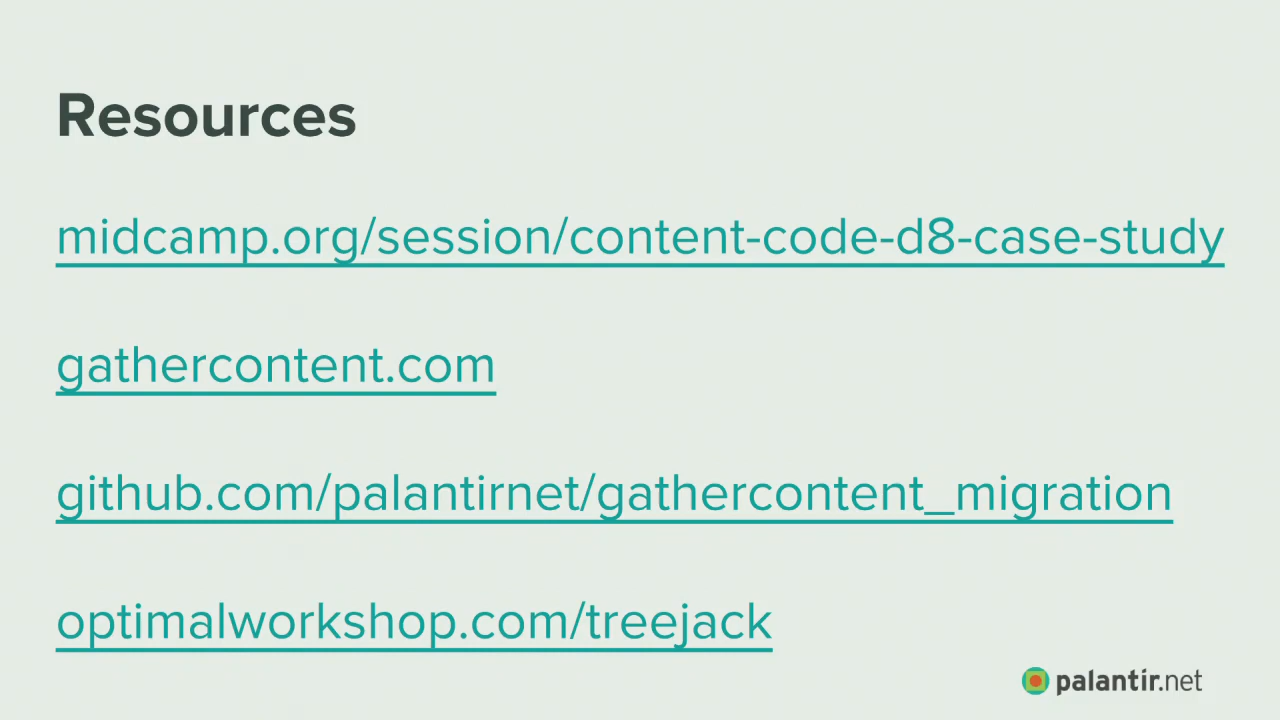 Resources
midcamp.org/session/content-code-d8-case-study
gathercontent.com
github.com/palantirnet/gathercontent_migration
optimalworkshop.com/treejack
palantir.net